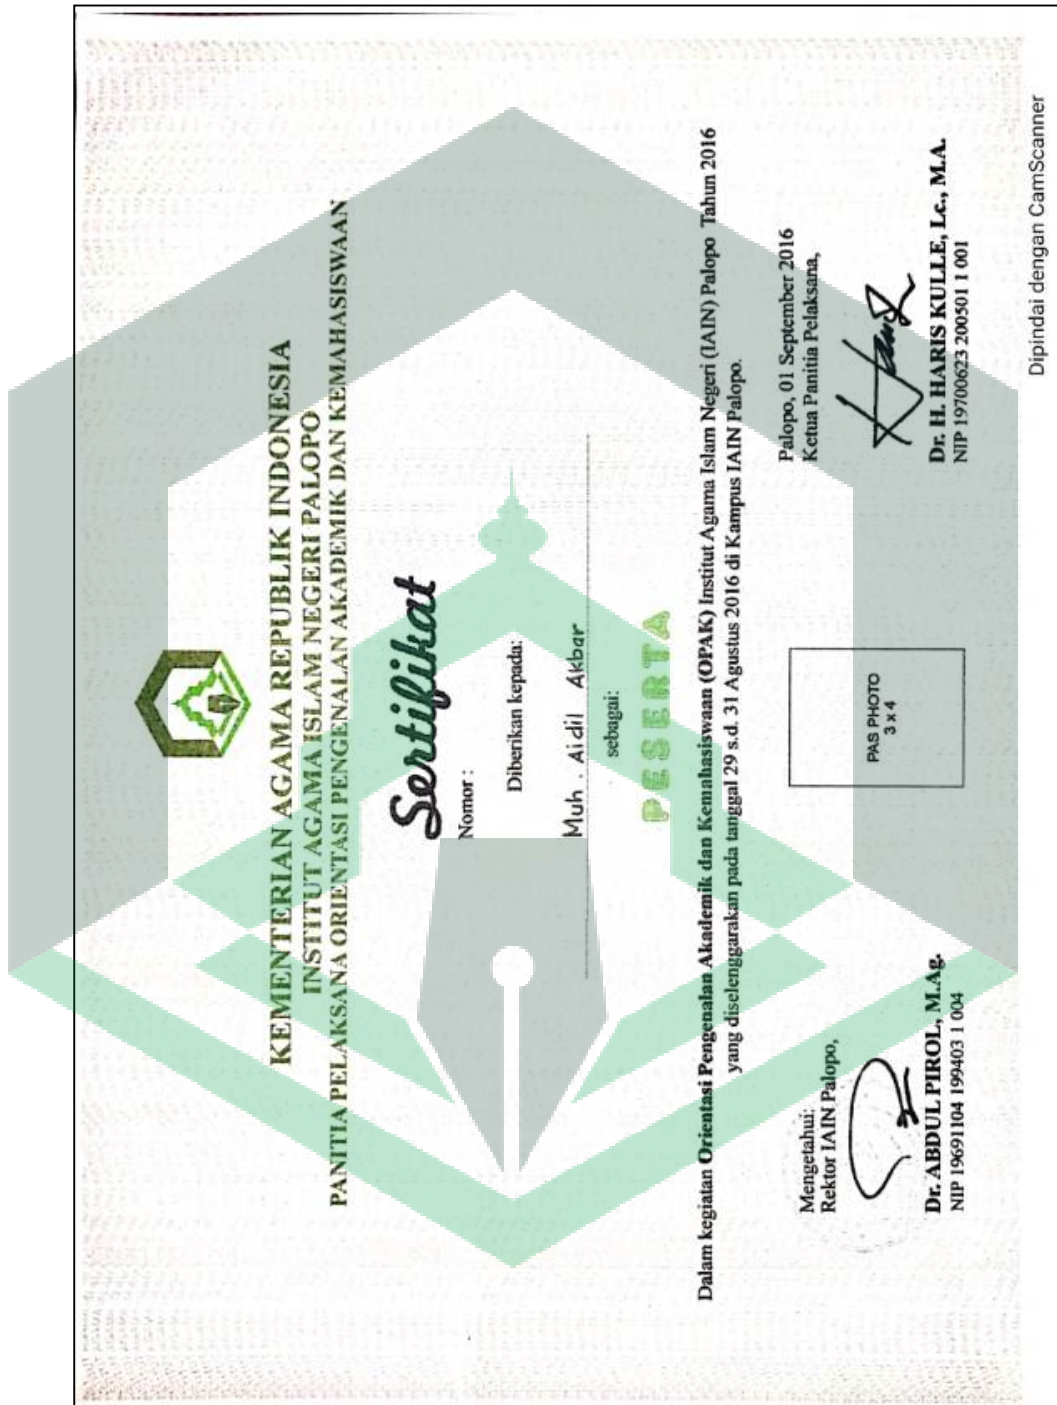 KEMENTERIAN AGAMA REPUBLIK INDONESIA
INSTITUT AGAMA ISLAM NEGERI PALOPO
PANITIA PELAKSANA ORIENTASI PENGENALAN AKADEMIK DAN KEMAHASISWAAN
Sertifikat
Nomor :
Diberikan kepada:
Muh. Aidil Akbar
sebagai:
PESERTA
Dalam kegiatan Orientasi Pengenalan Akademik dan Kemahasiswaan (OPAK) Institut Agama Islam Negeri (IAIN) Palopo Tahun 2016
yang diselenggarakan pada tanggal 29 s.d. 31 Agustus 2016 di Kampus IAIN Palopo.
Mengetahui:
Rektor IAIN Palopo,
Dr. ABDUL PIROL, M.Ag.
NIP 19691104 199403 1 004
PAS PHOTO
3 x 4
Palopo, 01 September 2016
Ketua Panitia Pelaksana,
Dr. H. HARIS KULLE, Lc., M.A.
NIP 19700623 200501 1 001
Dipindai dengan CamScanner